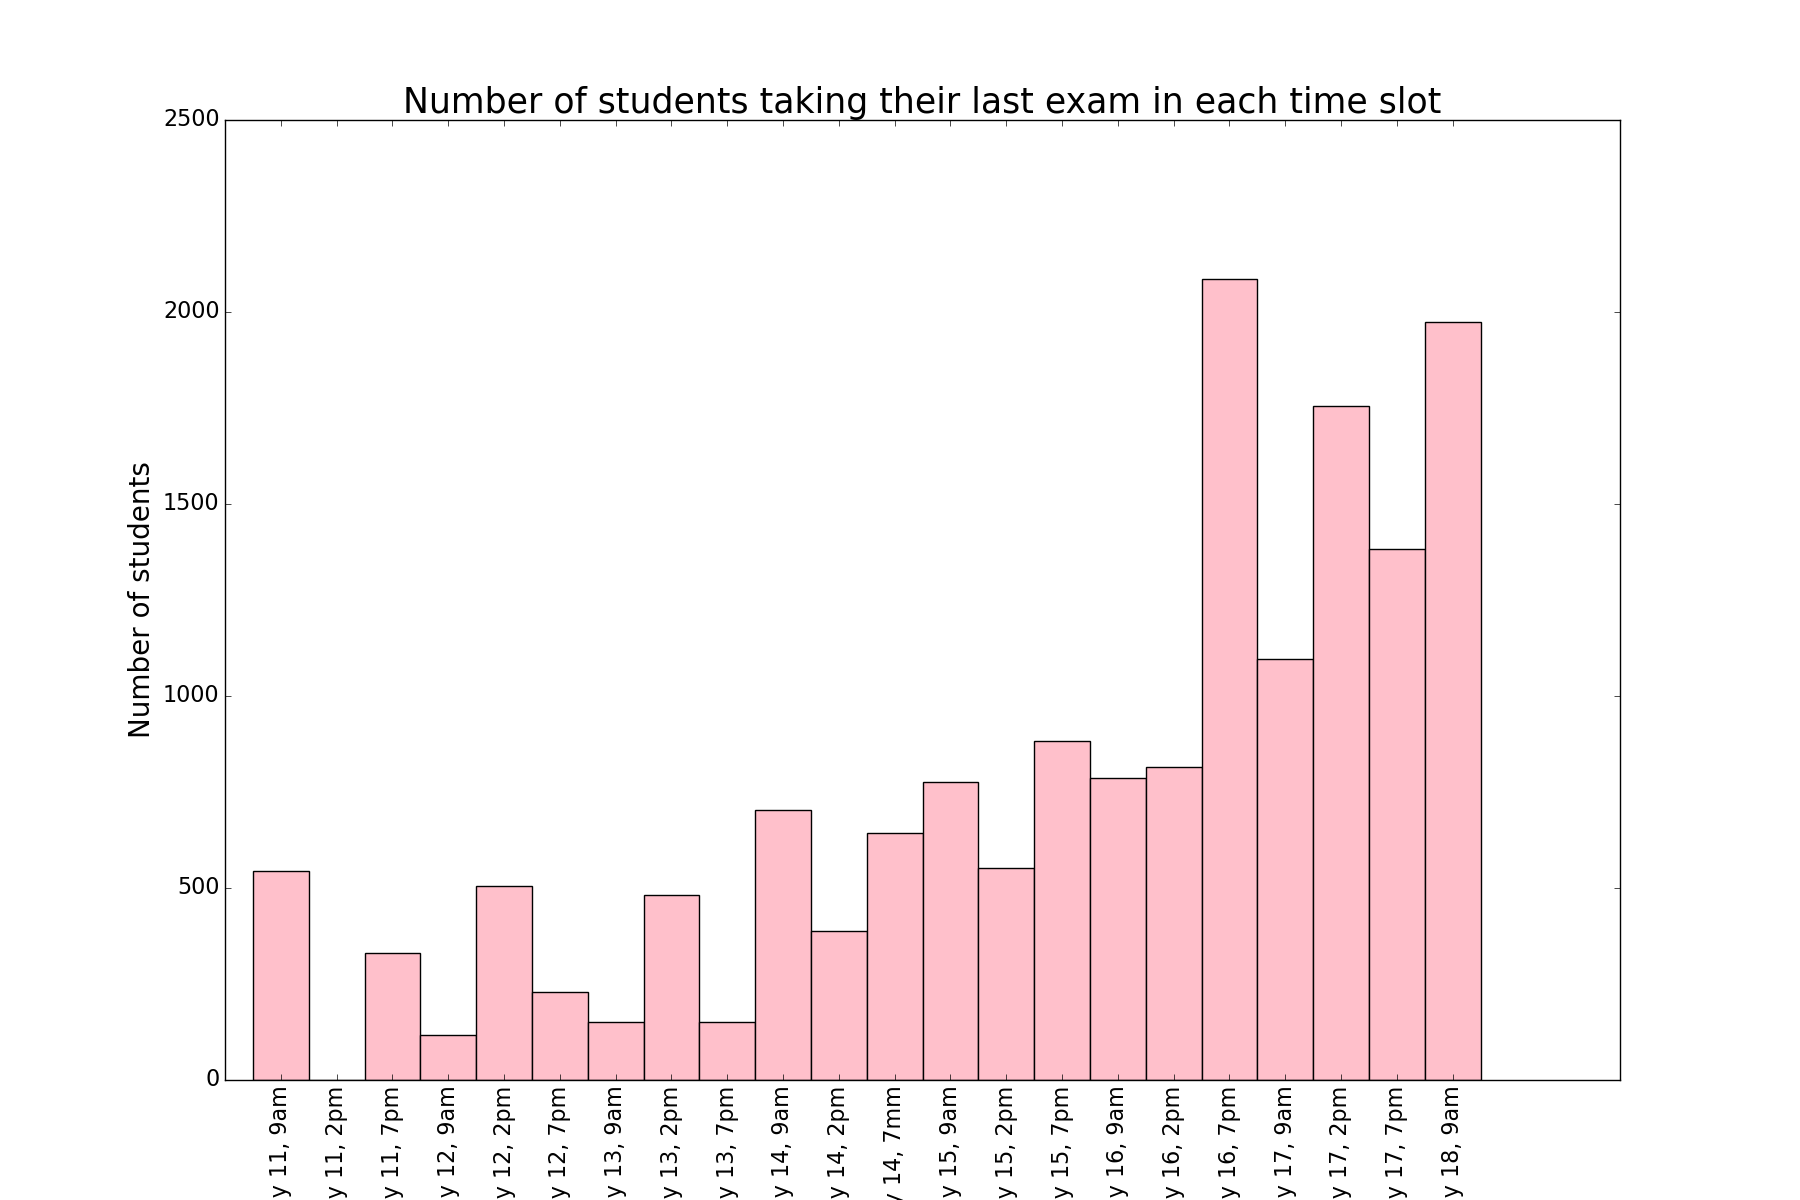 Number of students taking their last exam in each time slot
Number of students
2500
2000
1500
1000
500
0
y 11, 9am
y 11, 2pm
y 11, 7pm
y 12, 9am
y 12, 2pm
y 12, 7pm
y 13, 9am
y 13, 2pm
y 13, 7pm
y 14, 9am
y 14, 2pm
y 14, 7mm
y 15, 9am
y 15, 2pm
y 15, 7pm
y 16, 9am
y 16, 2pm
y 16, 7pm
y 17, 9am
y 17, 2pm
y 17, 7pm
y 18, 9am